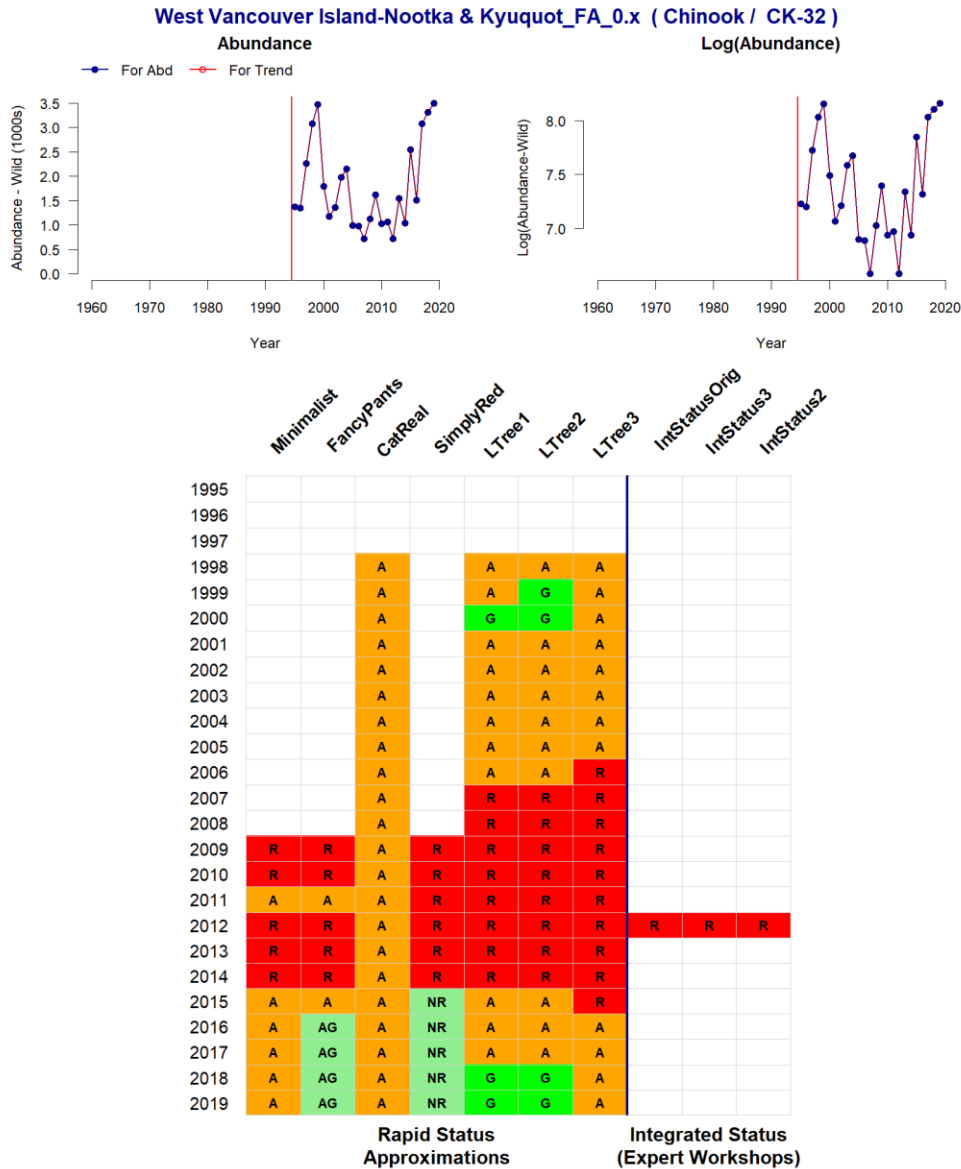 West Vancouver Island-Nootka & Kyuquot_FA_0.x ( Chinook / CK-32 )
Abundance
Log(Abundance)
For Abd For Trend
Abundance - Wild (1000s)
3.5
3.0
2.5
2.0
1.5
1.0
0.5
0.0
1960 1970 1980 1990 2000 2010 2020
Year
Log(Abundance-Wild)
8.0
7.5
7.0
1960 1970 1980 1990 2000 2010 2020
Year
Minimalist FancyPants CatReal SimplyRed LTree1 LTree2 LTree3 IntStatusOrig IntStatus3 IntStatus2
1995
1996
1997
1998 A A A A
1999 A A G A
2000 A G G A
2001 A A A A
2002 A A A A
2003 A A A A
2004 A A A A
2005 A A A A
2006 A A A R
2007 A R R R
2008 A R R R
2009 R R A R R R R
2010 R R A R R R R
2011 A A A R R R R
2012 R R A R R R R R R R
2013 R R A R R R R
2014 R R A R R R R
2015 A A A NR A A R
2016 A AG A NR A A A
2017 A AG A NR A A A
2018 A AG A NR G G A
2019 A AG A NR G G A
Rapid Status
Approximations
Integrated Status
(Expert Workshops)